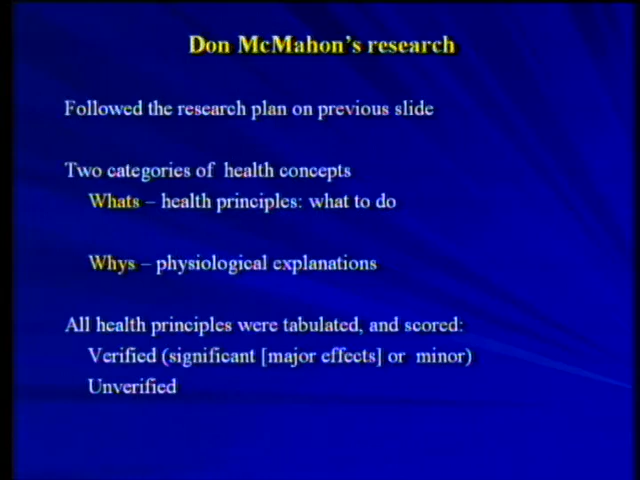 Don McMahon's research
Followed the research plan on previous slide
Two categories of health concepts
Whats – health principles: what to do
Whys – physiological explanations
All health principles were tabulated, and scored:
Verified (significant [major effects] or minor)
Unverified